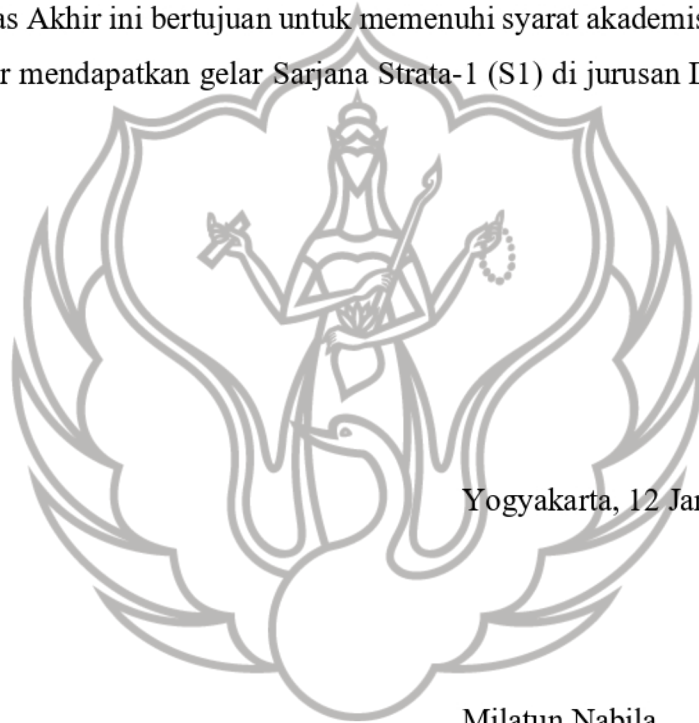 as Akhir ini bertujuan untuk memenuhi syarat akademis
r mendapatkan gelar Sarjana Strata-1 (S1) di jurusan D
Yogyakarta, 12 Jan
Milatun Nabila